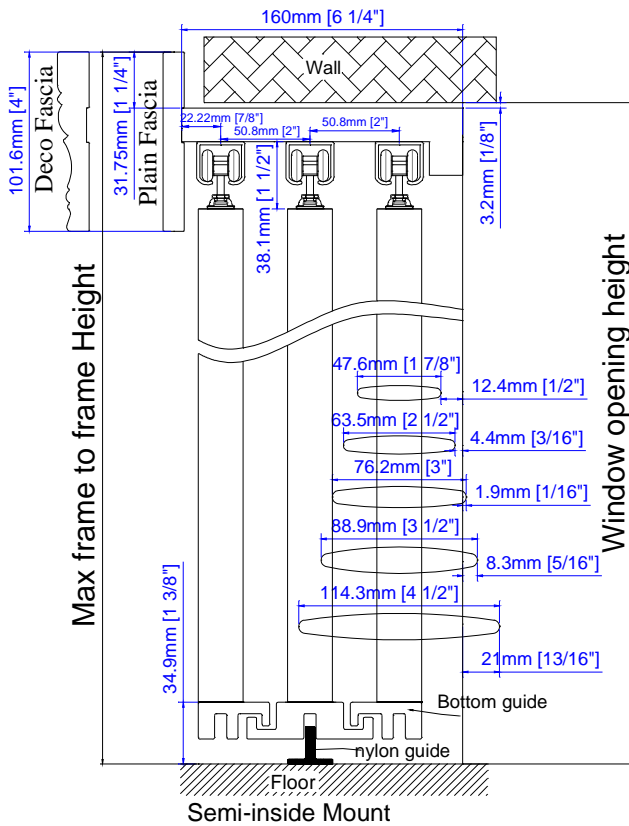 160mm [6 1/4"]
Wall
101.6mm [4"]
Deco Fascia
31.75mm [1 1/4"]
Plain Fascia
22.22mm [7/8"]
50.8mm [2"]
50.8mm [2"]
38.1mm [1 1/2"]
3.2mm [1/8"]
Max frame to frame Height
Window opening height
47.6mm [1 7/8"]
12.4mm [1/2"]
63.5mm [2 1/2"]
4.4mm [3/16"]
76.2mm [3"]
1.9mm [1/16"]
88.9mm [3 1/2"]
8.3mm [5/16"]
114.3mm [4 1/2"]
21mm [13/16"]
34.9mm [1 3/8"]
Bottom guide
nylon guide
Floor
Semi-inside Mount